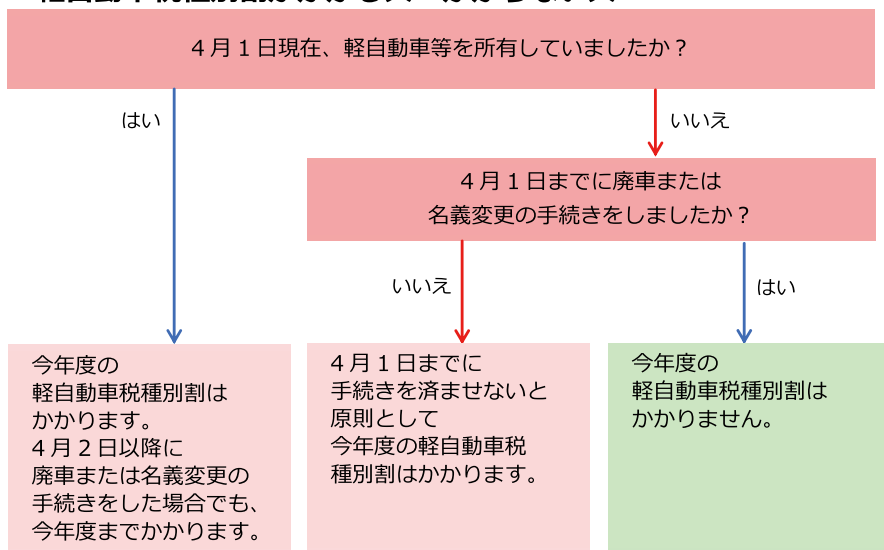 4月1日現在、軽自動車等を所有していましたか？
はい
いいえ
4月1日までに廃車または
名義変更の手続きをしましたか？
いいえ
はい
今年度の
軽自動車税種別割は
かかります。
4月2日以降に
廃車または名義変更の
手続きをした場合でも、
今年度までかかります。
4月1日までに
手続きを済ませないと
原則として
今年度の軽自動車税
種別割はかかります。
今年度の
軽自動車税種別割は
かかりません。